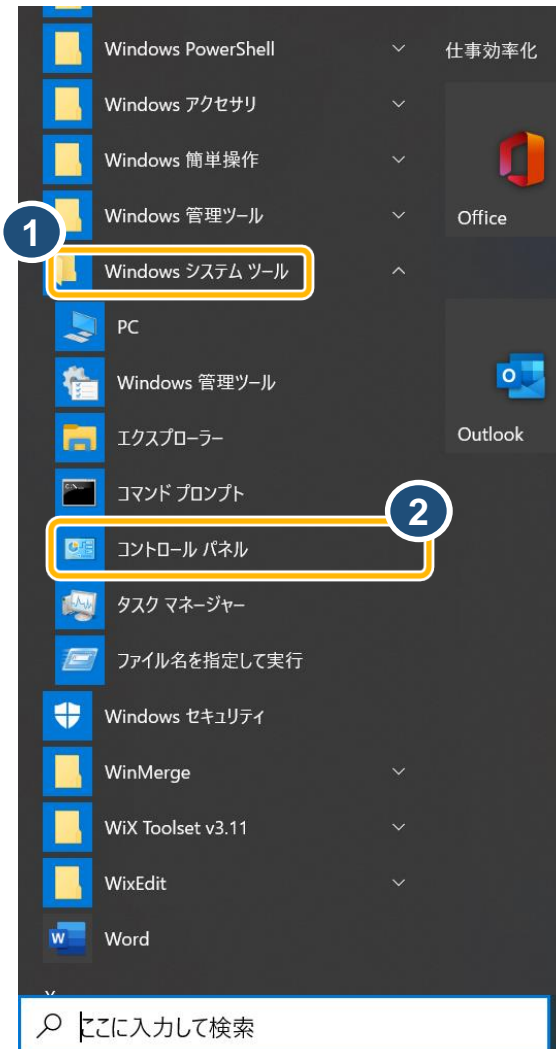 Windows PowerShell
仕事効率化
Windows アクセサリ
Windows 簡単操作
Windows 管理ツール
Office
1
Windows システム ツール
PC
Windows 管理ツール
エクスプローラー
Outlook
コマンド プロンプト
2
コントロール パネル
タスク マネージャー
ファイル名を指定して実行
Windows セキュリティ
WinMerge
WiX Toolset v3.11
WixEdit
Word
ここに入力して検索